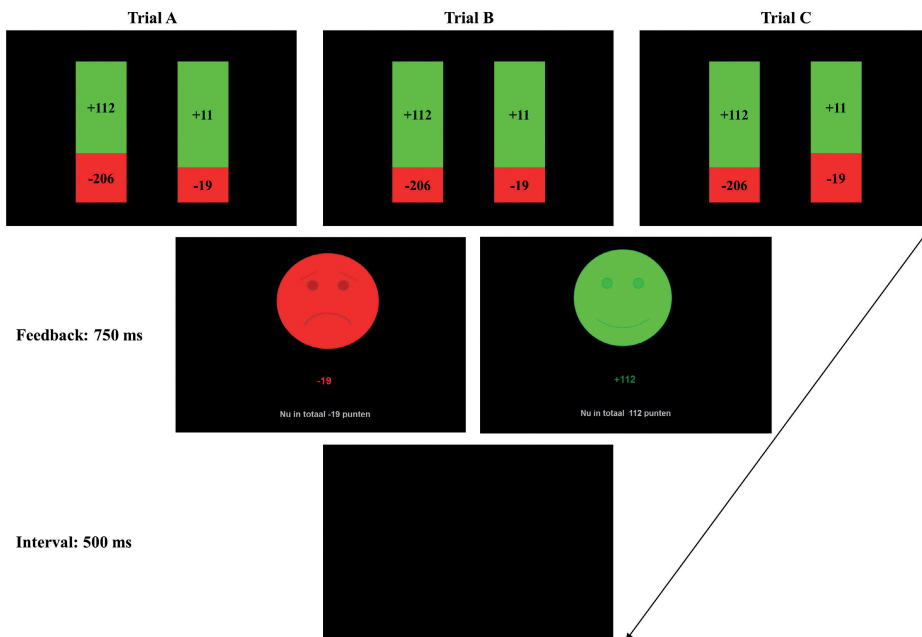 Trial A
Trial B
Trial C
+112
+11
-206
-19
+112
+11
-206
-19
+112
+11
-206
-19
Feedback: 750 ms
-19
Nu in totaal -19 punten
+112
Nu in totaal 112 punten
Interval: 500 ms